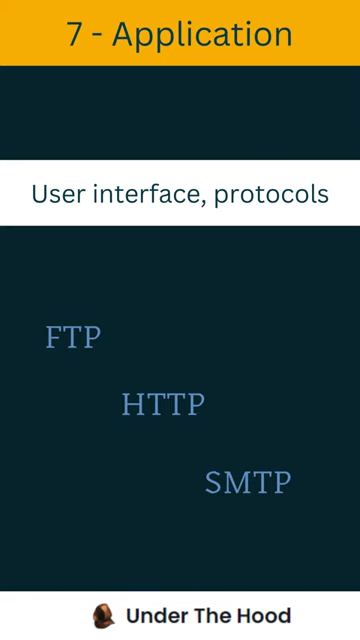 7 - Application
User interface, protocols
FTP
HTTP
SMTP
Under The Hood